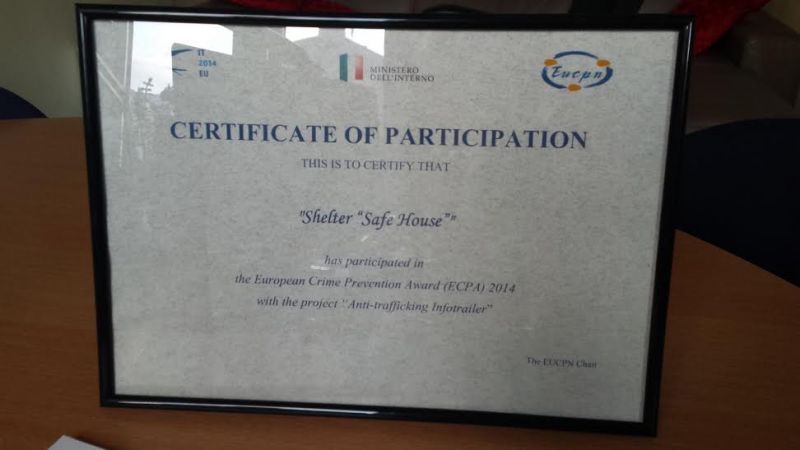 IT
2014
EU
MINISTERO
DELL'INTERNO
Eucpn
CERTIFICATE OF PARTICIPATION
THIS IS TO CERTIFY THAT
"Shelter “Safe House”"
has participated in
the European Crime Prevention Award (ECPA) 2014
with the project “Anti-trafficking Infotrailer”
The EUCPN Chair